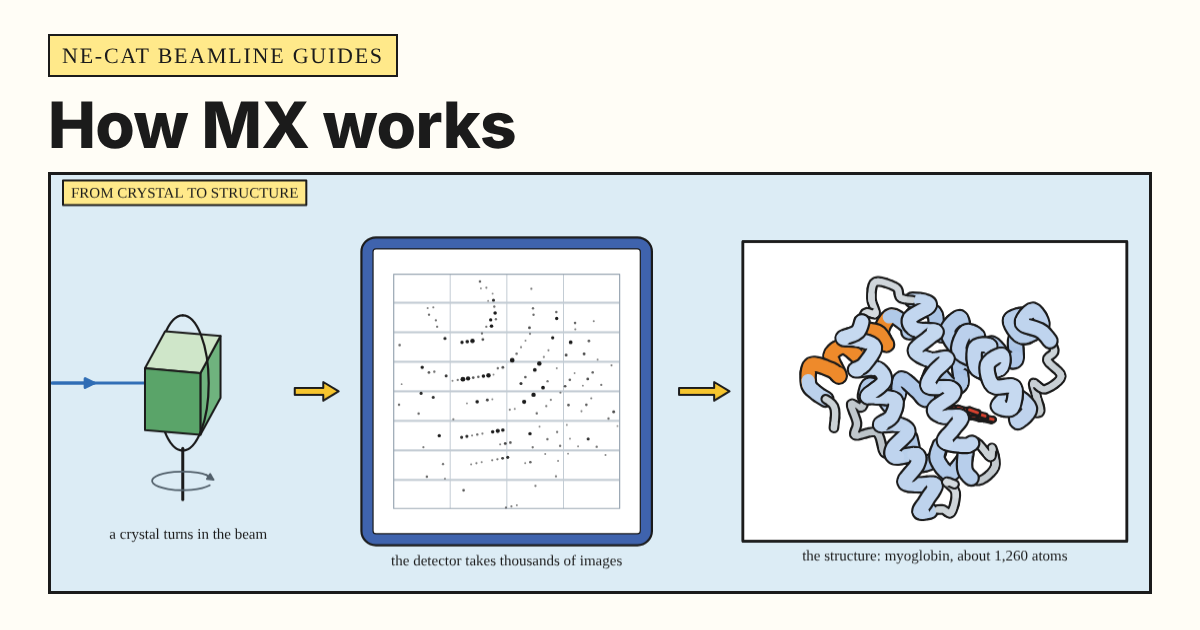 NE-CAT BEAMLINE GUIDES
How MX works
FROM CRYSTAL TO STRUCTURE
a crystal turns in the beam
the detector takes thousands of images
the structure: myoglobin, about 1,260 atoms